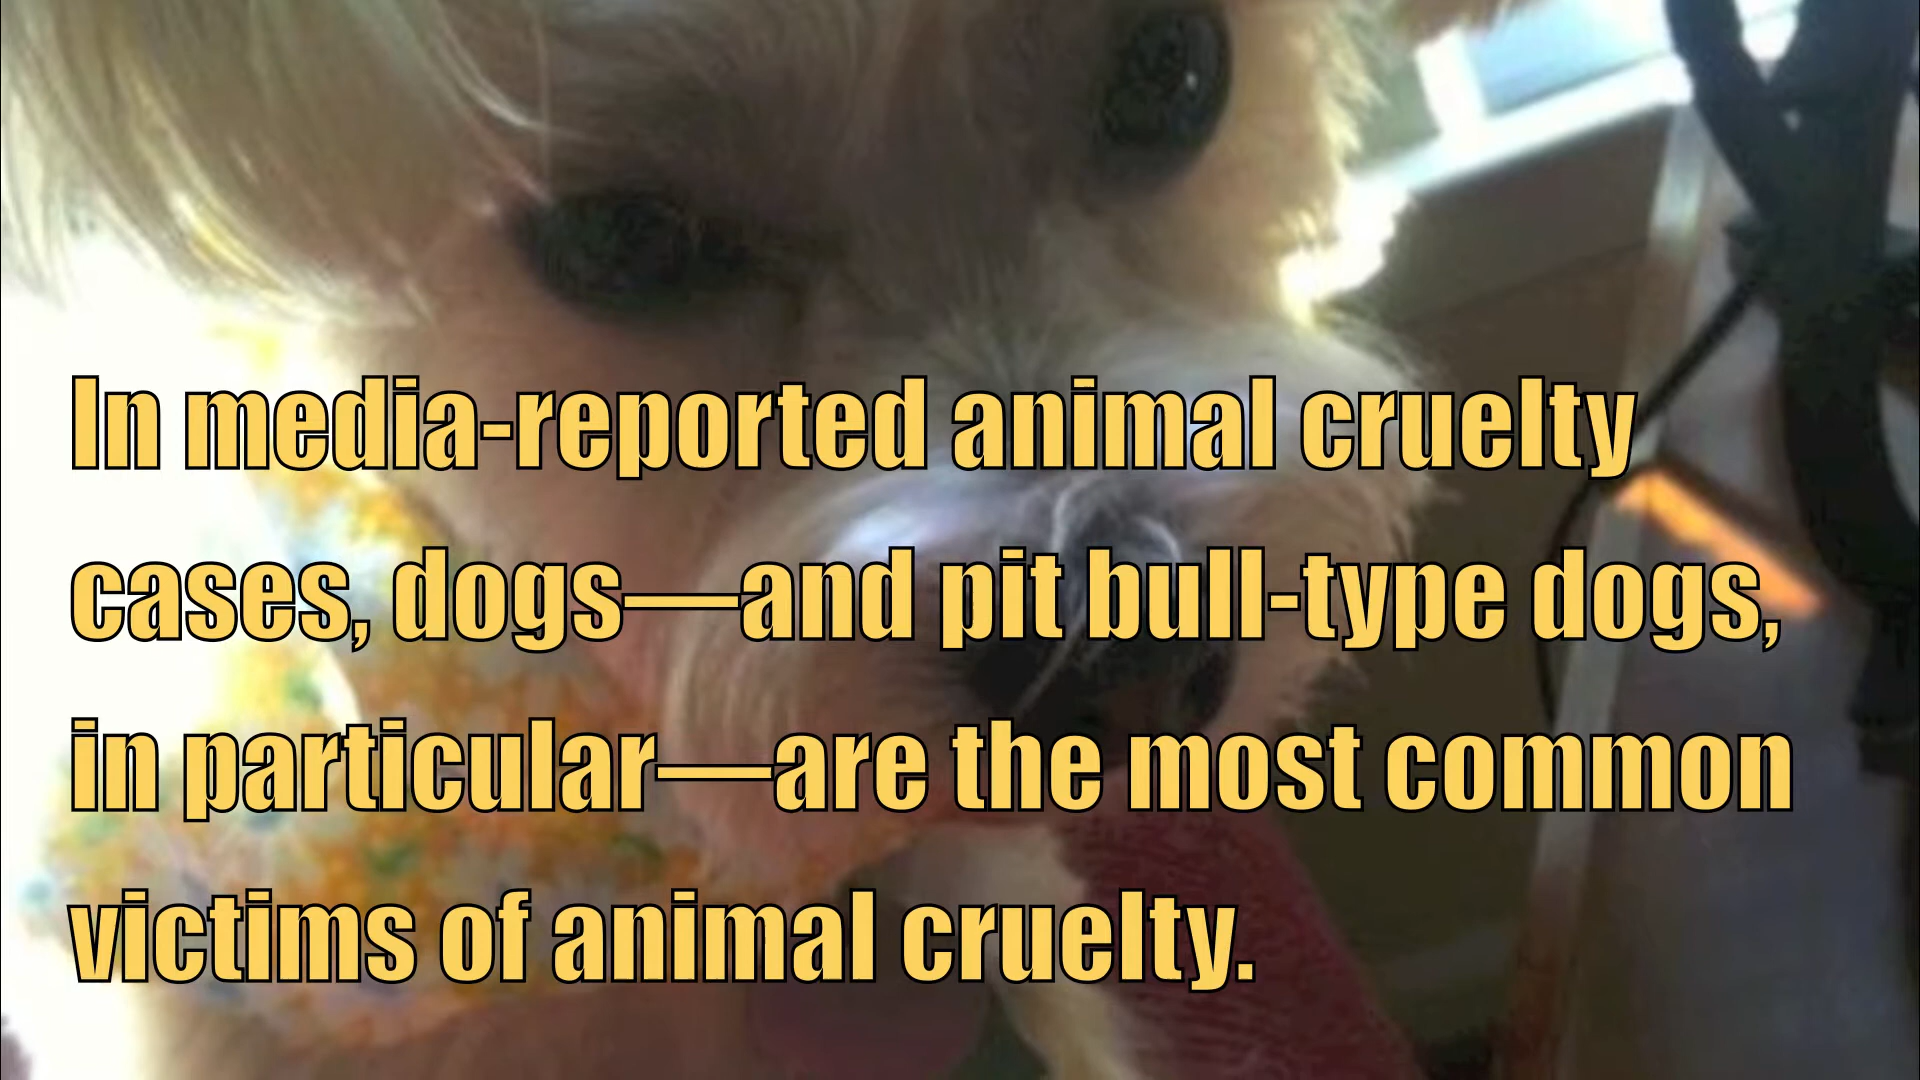 In media-reported animal cruelty
cases, dogs—and pit bull-type dogs,
in particular—are the most common
victims of animal cruelty.